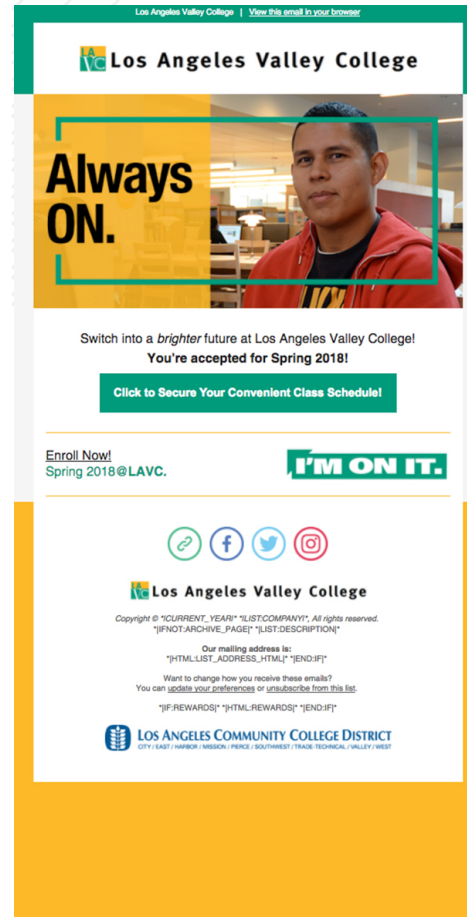 Los Angeles Valley College | View this email in your browser
LAVC Los Angeles Valley College
Always
ON.
Switch into a brighter future at Los Angeles Valley College!
You're accepted for Spring 2018!
Click to Secure Your Convenient Class Schedule!
Enroll Now!
Spring 2018@LAVC.
I'M ON IT.
LAVC Los Angeles Valley College
Copyright © *|CURRENT_YEAR|* *|LIST:COMPANY|*, All rights reserved.
*|IFNOT:ARCHIVE_PAGE|* *|LIST:DESCRIPTION|*
Our mailing address is:
*|HTML:LIST_ADDRESS_HTML|* *|END:IF|*
Want to change how you receive these emails?
You can update your preferences or unsubscribe from this list.
*|IF:REWARDS|* *|HTML:REWARDS|* *|END:IF|*
LOS ANGELES COMMUNITY COLLEGE DISTRICT
CITY / EAST / HARBOR / MISSION / PIERCE / SOUTHWEST / TRADE-TECHNICAL / VALLEY / WEST